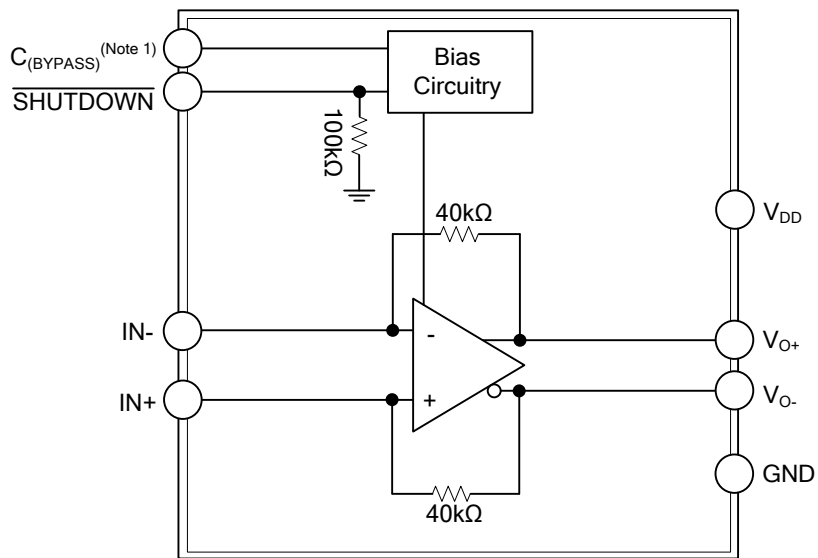 C(BYPASS)(Note 1)
SHUTDOWN
Bias
Circuitry
100kΩ
40kΩ
VDD
IN-
-
VO+
IN+
+
VO-
GND
40kΩ